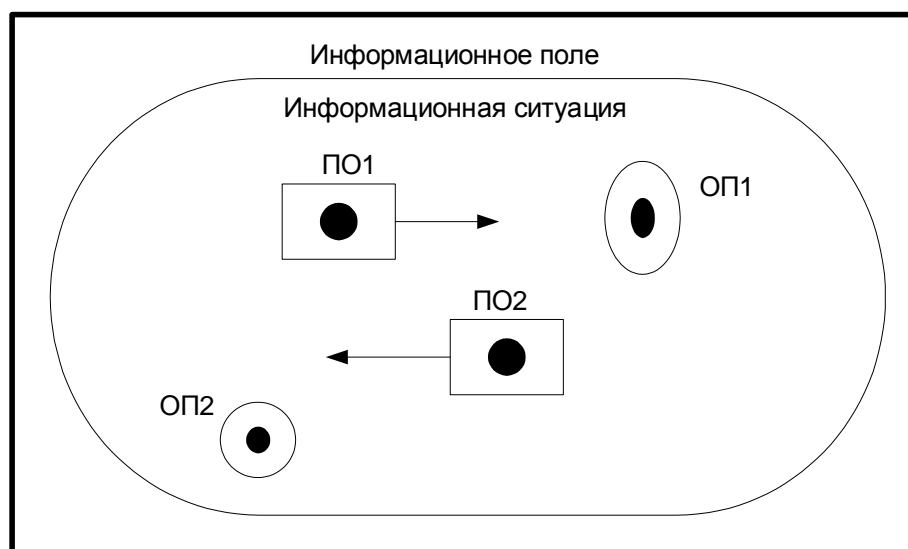 Информационное поле
Информационная ситуация
ПО1
ОП1
ПО2
ОП2